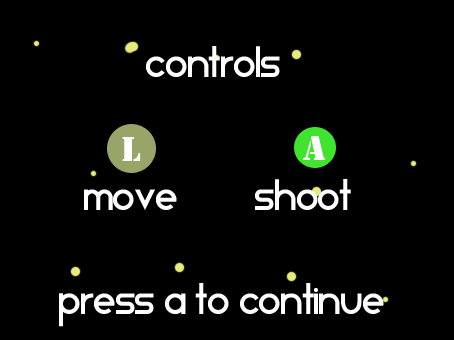 controls
L A
move shoot
press a to continue